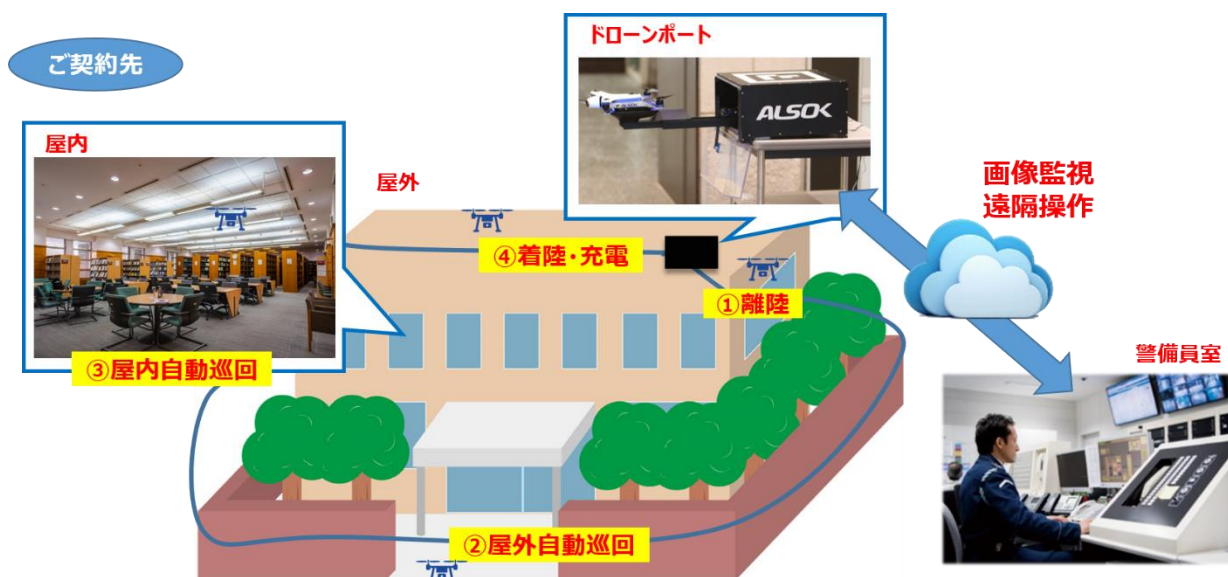 ご契約先
ドローンポート
ALSOK
屋内
屋外
画像監視
遠隔操作
④着陸・充電
①離陸
③屋内自動巡回
警備員室
②屋外自動巡回